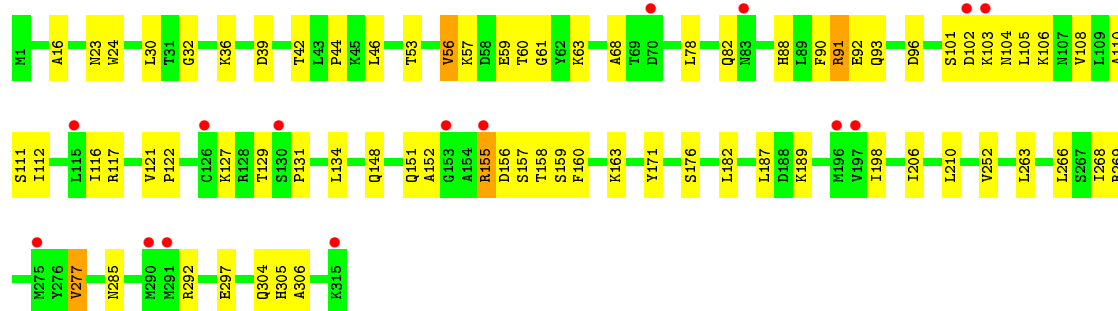 M1 A16 N23 W24 L30 T31 G32 K36 D39 T42 L43 P44 K45 L46 T53 V56 K57 D58 E59 T60 G61 Y62 K63 A68 T69 D70 L78 Q82 N83 H88 L89 F90 R91 E92 Q93 D96 S101 D102 K103 N104 L105 K106 N107 V108 L109 A110
S111 I112 L115 I116 R117 V121 P122 C126 K127 R128 T129 S130 P131 L134 Q148 Q151 A152 G153 A154 R155 D156 S157 T158 S159 F160 K163 Y171 S176 L182 L187 D188 K189 M196 V197 I198 I206 L210 V252 L263 L266 S267 I268
M275 Y276 V277 N285 M290 M291 R292 E297 Q304 H305 A306 K315